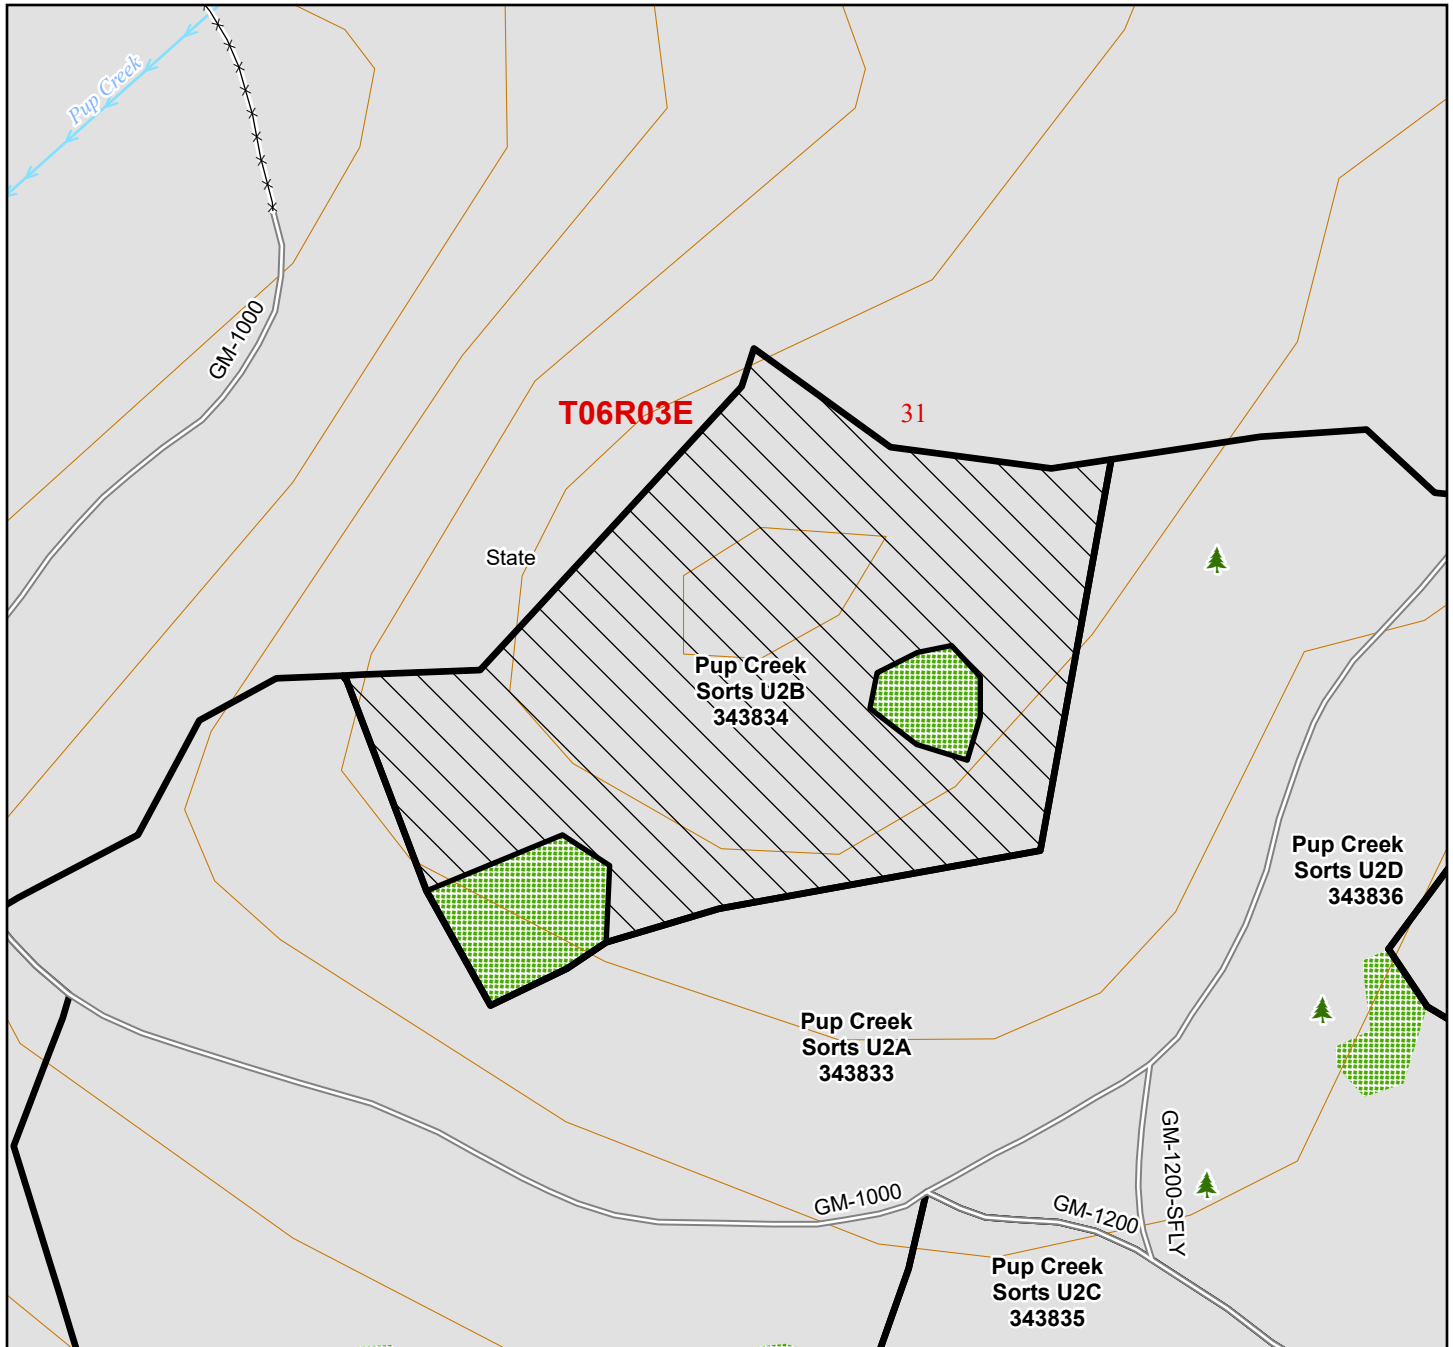 Pup Creek
GM-1000
T06R03E
31
State
Pup Creek
Sorts U2B
343834
Pup Creek
Sorts U2D
343836
Pup Creek
Sorts U2A
343833
GM-1000
GM-1200
GM-1200-SFLY
Pup Creek
Sorts U2C
343835